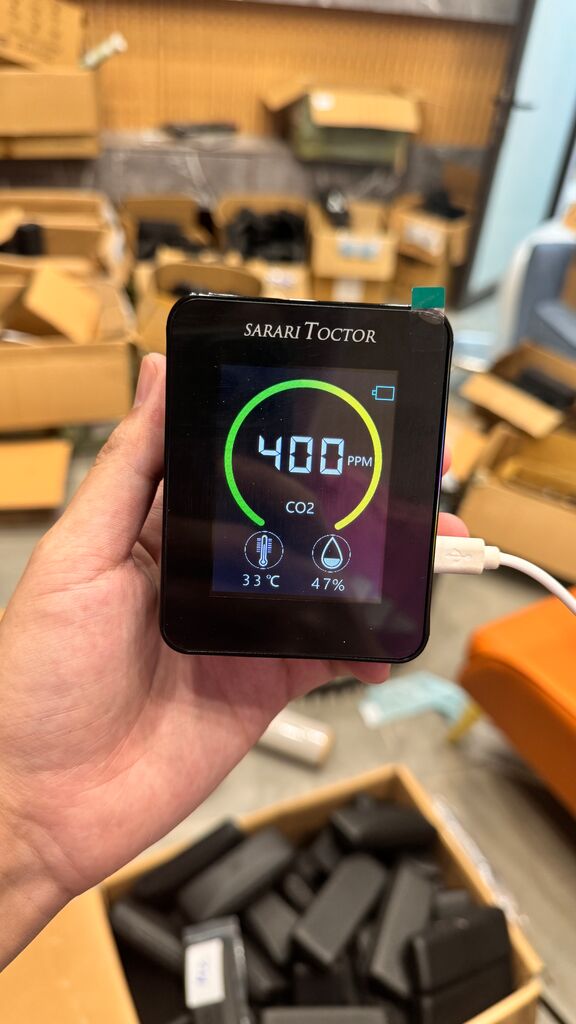 SARARI TOCTOR
400 PPM
CO2
33℃ 47%